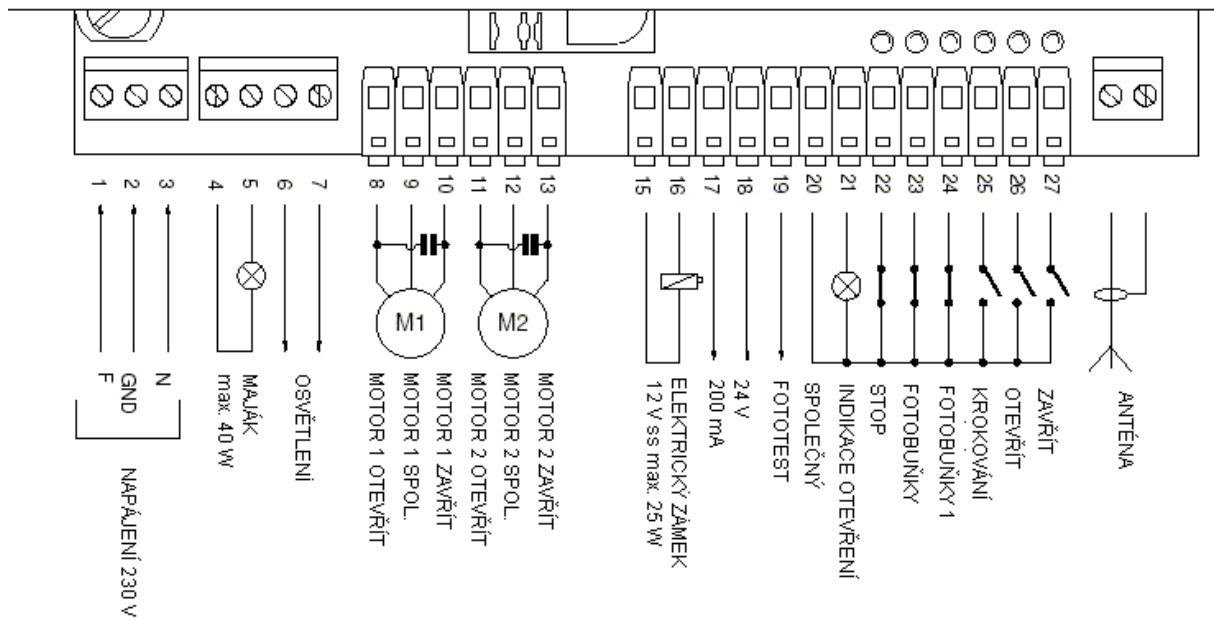 1
2
3
4
5
6
7
8
9
10
11
12
13
15
16
17
18
19
20
21
22
23
24
25
26
27
M1
M2
F
GND
N
NAPÁJENÍ 230 V
MAJÁK
max. 40 W
OSVĚTLENÍ
MOTOR 1 OTEVŘÍT
MOTOR 1 SPOL.
MOTOR 1 ZAVŘÍT
MOTOR 2 OTEVŘÍT
MOTOR 2 SPOL.
MOTOR 2 ZAVŘÍT
ELEKTRICKÝ ZÁMEK
12 V ss max. 25 W
24 V
200 mA
FOTOTEST
SPOLEČNÝ
INDIKACE OTEVŘENÍ
STOP
FOTOBUŇKY
FOTOBUŇKY 1
KROKOVÁNÍ
OTEVŘÍT
ZAVŘÍT
ANTÉNA